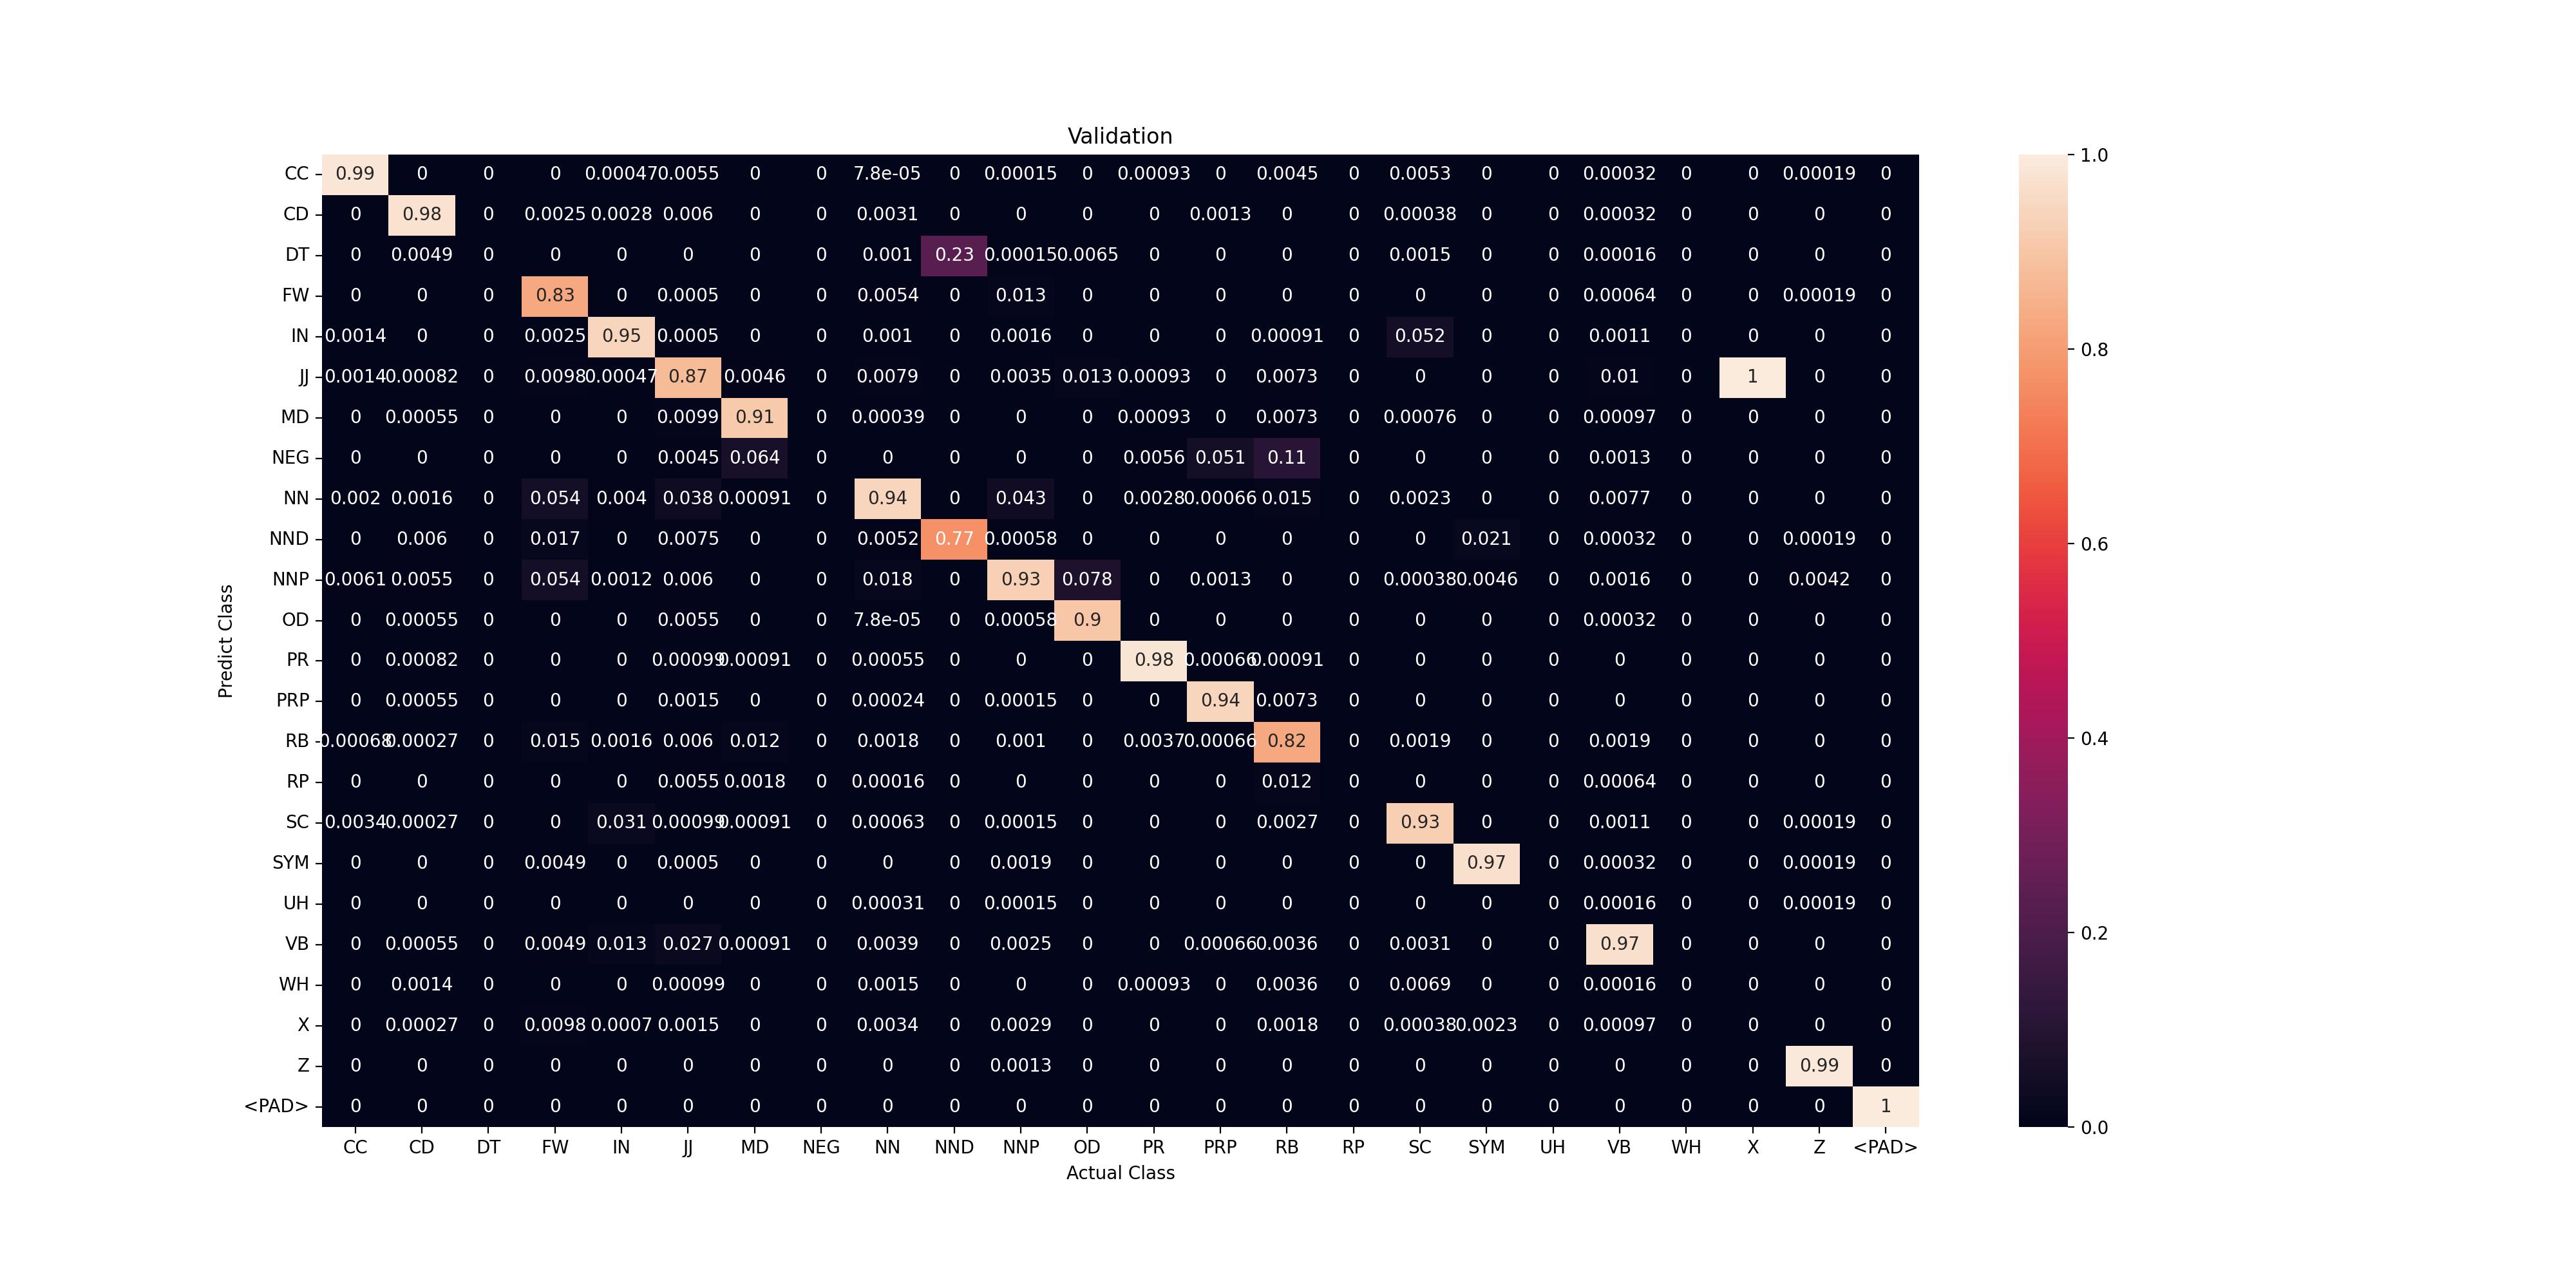 Validation
CC 0.99 0 0 0 0.00047 0.0055 0 0 7.8e-05 0 0.00015 0 0.00093 0 0.0045 0 0.0053 0 0 0.00032 0 0 0.00019 0 1.0
CD 0 0.98 0 0.0025 0.0028 0.006 0 0 0.0031 0 0 0 0 0.0013 0 0 0.00038 0 0 0.00032 0 0 0 0
DT 0 0.0049 0 0 0 0 0 0 0.001 0.23 0.00015 0.0065 0 0 0 0 0.0015 0 0 0.00016 0 0 0 0
FW 0 0 0 0.83 0 0.0005 0 0 0.0054 0 0.013 0 0 0 0 0 0 0 0 0.00064 0 0 0.00019 0
IN 0.0014 0 0 0.0025 0.95 0.0005 0 0 0.001 0 0.0016 0 0 0 0.00091 0 0.052 0 0 0.0011 0 0 0 0 0.8
JJ 0.0014 0.00082 0 0.0098 0.00047 0.87 0.0046 0 0.0079 0 0.0035 0.013 0.00093 0 0.0073 0 0 0 0 0.01 0 1 0 0
MD 0 0.00055 0 0 0 0.0099 0.91 0 0.00039 0 0 0 0.00093 0 0.0073 0 0.00076 0 0 0.00097 0 0 0 0
NEG 0 0 0 0 0 0.0045 0.064 0 0 0 0 0 0.0056 0.051 0.11 0 0 0 0 0.0013 0 0 0 0
NN 0.002 0.0016 0 0.054 0.004 0.038 0.00091 0 0.94 0 0.043 0 0.0028 0.00066 0.015 0 0.0023 0 0 0.0077 0 0 0 0
NND 0 0.006 0 0.017 0 0.0075 0 0 0.0052 0.77 0.00058 0 0 0 0 0 0 0.021 0 0.00032 0 0 0.00019 0 0.6
NNP 0.0061 0.0055 0 0.054 0.0012 0.006 0 0 0.018 0 0.93 0.078 0 0.0013 0 0 0.00038 0.0046 0 0.0016 0 0 0.0042 0
OD 0 0.00055 0 0 0 0.0055 0 0 7.8e-05 0 0.00058 0.9 0 0 0 0 0 0 0 0.00032 0 0 0 0
PR 0 0.00082 0 0 0 0.00099 0.00091 0 0.00055 0 0 0 0.98 0.00066 0.00091 0 0 0 0 0 0 0 0 0
PRP 0 0.00055 0 0 0 0.0015 0 0 0.00024 0 0.00015 0 0 0.94 0.0073 0 0 0 0 0 0 0 0 0
RB 0.00068 0.00027 0 0.015 0.0016 0.006 0.012 0 0.0018 0 0.001 0 0.0037 0.00066 0.82 0 0.0019 0 0 0.0019 0 0 0 0 0.4
RP 0 0 0 0 0 0.0055 0.0018 0 0.00016 0 0 0 0 0 0.012 0 0 0 0 0.00064 0 0 0 0
SC 0.0034 0.00027 0 0 0.031 0.00099 0.00091 0 0.00063 0 0.00015 0 0 0 0.0027 0 0.93 0 0 0.0011 0 0 0.00019 0
SYM 0 0 0 0.0049 0 0.0005 0 0 0 0 0.0019 0 0 0 0 0 0 0.97 0 0.00032 0 0 0.00019 0
UH 0 0 0 0 0 0 0 0 0.00031 0 0.00015 0 0 0 0 0 0 0 0 0.00016 0 0 0.00019 0
VB 0 0.00055 0 0.0049 0.013 0.027 0.00091 0 0.0039 0 0.0025 0 0 0.00066 0.0036 0 0.0031 0 0 0.97 0 0 0 0 0.2
WH 0 0.0014 0 0 0 0.00099 0 0 0.0015 0 0 0 0.00093 0 0.0036 0 0.0069 0 0 0.00016 0 0 0 0
X 0 0.00027 0 0.0098 0.0007 0.0015 0 0 0.0034 0 0.0029 0 0 0 0.0018 0 0.00038 0.0023 0 0.00097 0 0 0 0
Z 0 0 0 0 0 0 0 0 0 0 0.0013 0 0 0 0 0 0 0 0 0 0 0 0.99 0
<PAD> 0 0 0 0 0 0 0 0 0 0 0 0 0 0 0 0 0 0 0 0 0 0 0 1 0.0
CC CD DT FW IN JJ MD NEG NN NND NNP OD PR PRP RB RP SC SYM UH VB WH X Z <PAD>
Actual Class
Predict Class